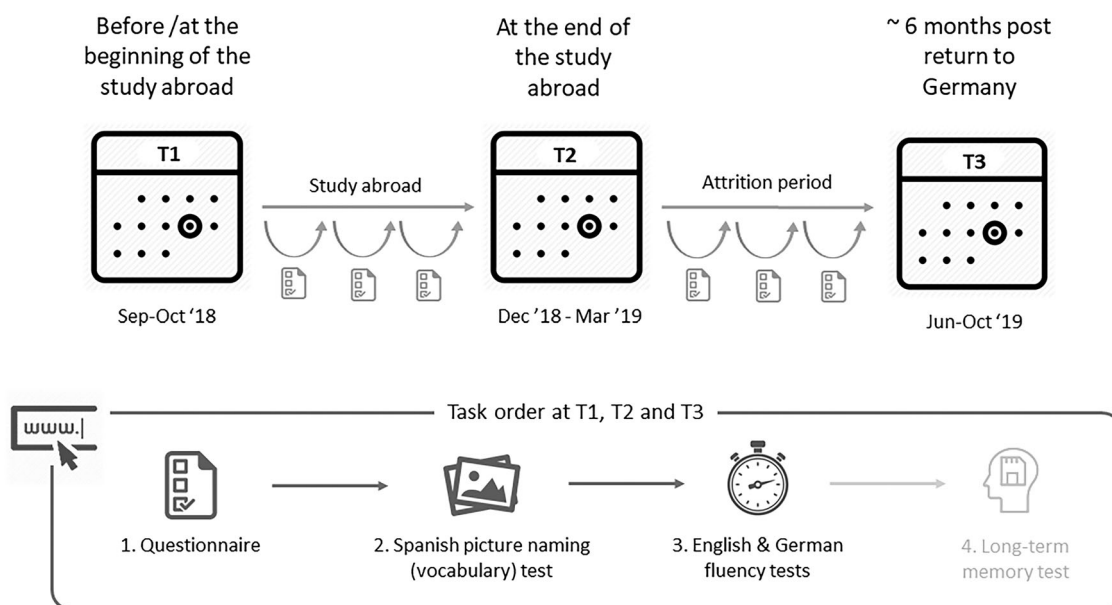 Before /at the
beginning of the
study abroad
At the end of
the study
abroad
~ 6 months post
return to
Germany
T1
T2
T3
Study abroad
Attrition period
Sep-Oct ‘18
Dec ’18 - Mar ’19
Jun-Oct ‘19
Task order at T1, T2 and T3
www.|
1. Questionnaire
2. Spanish picture naming
(vocabulary) test
3. English & German
fluency tests
4. Long-term
memory test